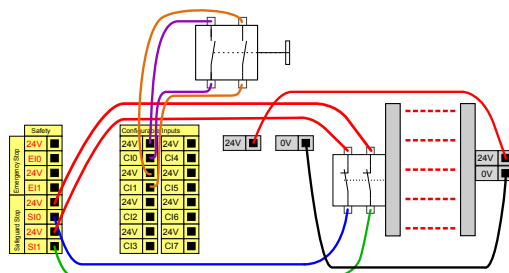 Safety
Emergency Stop
24V
EI0
24V
EI1
Safeguard Stop
24V
SI0
24V
SI1
Configurable Inputs
24V 24V
CI0 CI4
24V 24V
CI1 CI5
24V 24V
CI2 CI6
24V 24V
CI3 CI7
24V
0V
24V
0V